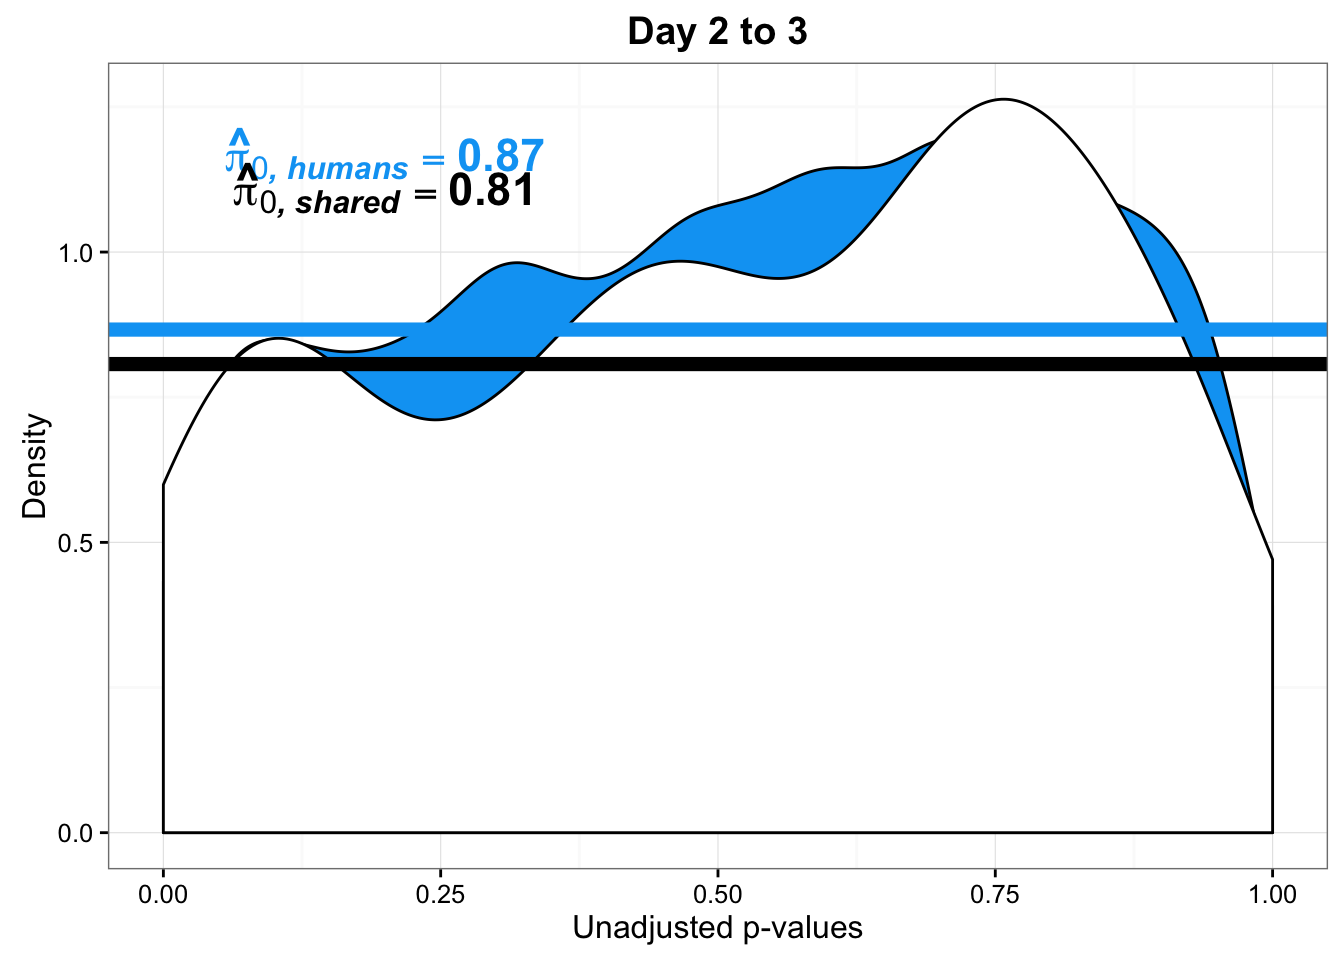 Day 2 to 3
π̂0, humans = 0.87
π̂0, shared = 0.81
Density
1.0
0.5
0.0
0.00 0.25 0.50 0.75 1.00
Unadjusted p-values